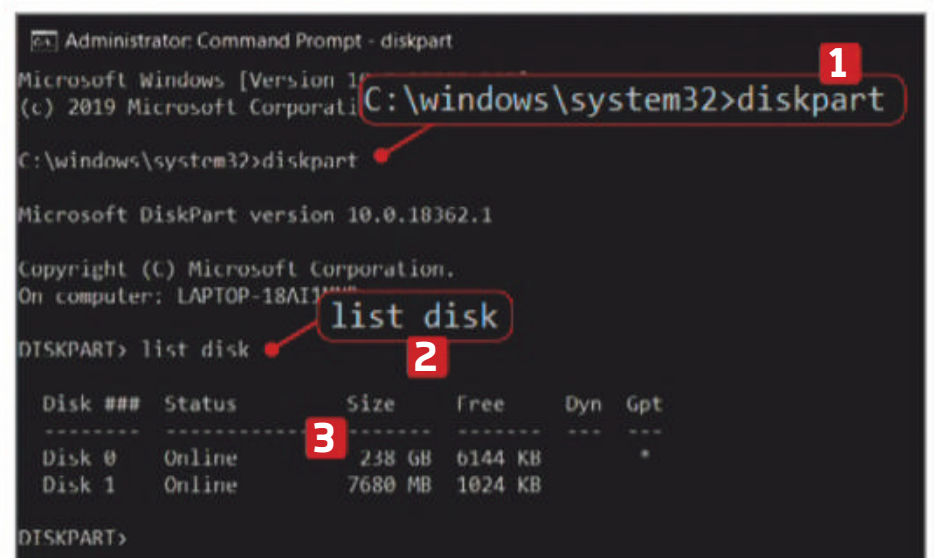 Administrator: Command Prompt - diskpart
1
Microsoft Windows [Version
(c) 2019 Microsoft
C:\windows\system32>diskpart
C:\windows\system32>diskpart
Microsoft DiskPart version 10.0.18362.1
Copyright (C) Microsoft Corporation.
On computer:
list disk
2
DISKPART> list disk
Disk ### Status Size Free Dyn Gpt
-------- ------------- ------- ------- --- ---
3
Disk 0 Online 238 GB 6144 KB *
Disk 1 Online 7680 MB 1024 KB
DISKPART>